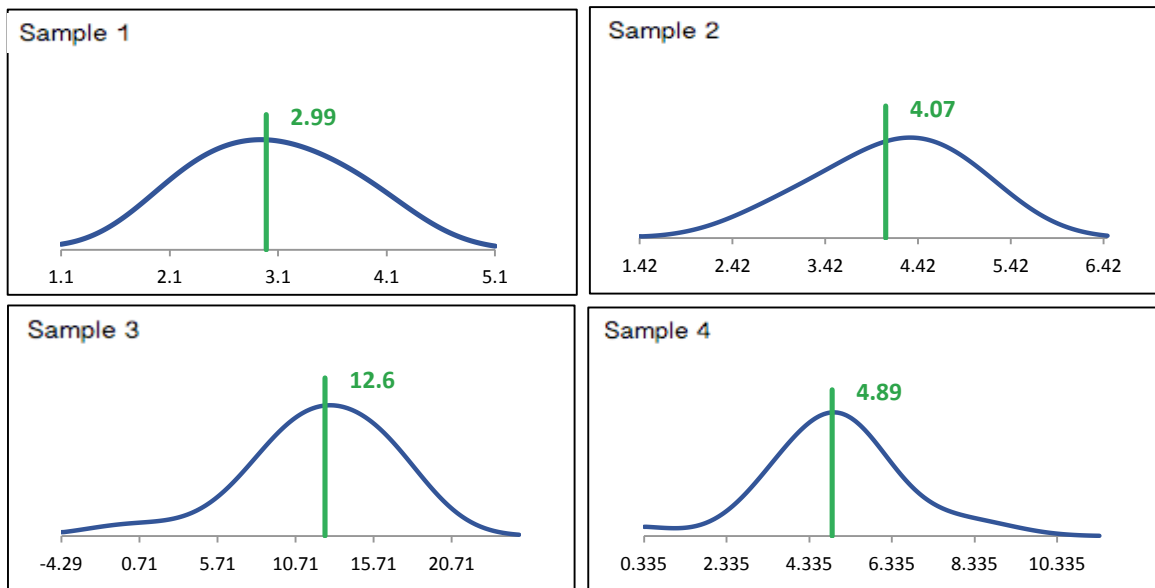 Sample 1
2.99
1.1 2.1 3.1 4.1 5.1
Sample 2
4.07
1.42 2.42 3.42 4.42 5.42 6.42
Sample 3
12.6
-4.29 0.71 5.71 10.71 15.71 20.71
Sample 4
4.89
0.335 2.335 4.335 6.335 8.335 10.335